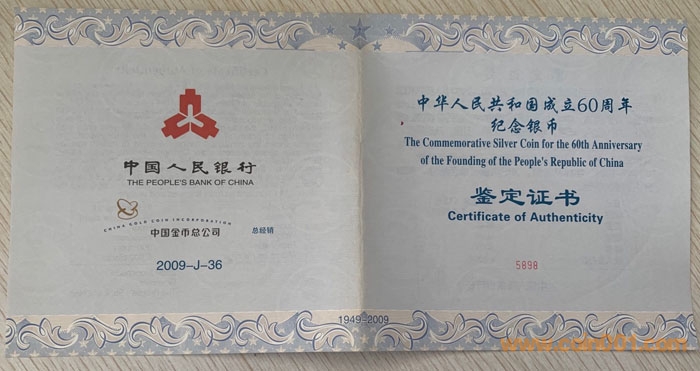 中国人民银行
THE PEOPLE'S BANK OF CHINA
CHINA GOLD COIN INCORPORATION
中国金币总公司 总经销
2009-J-36
中华人民共和国成立60周年
纪念银币
The Commemorative Silver Coin for the 60th Anniversary
of the Founding of the People's Republic of China
鉴定证书
Certificate of Authenticity
5898
1949-2009